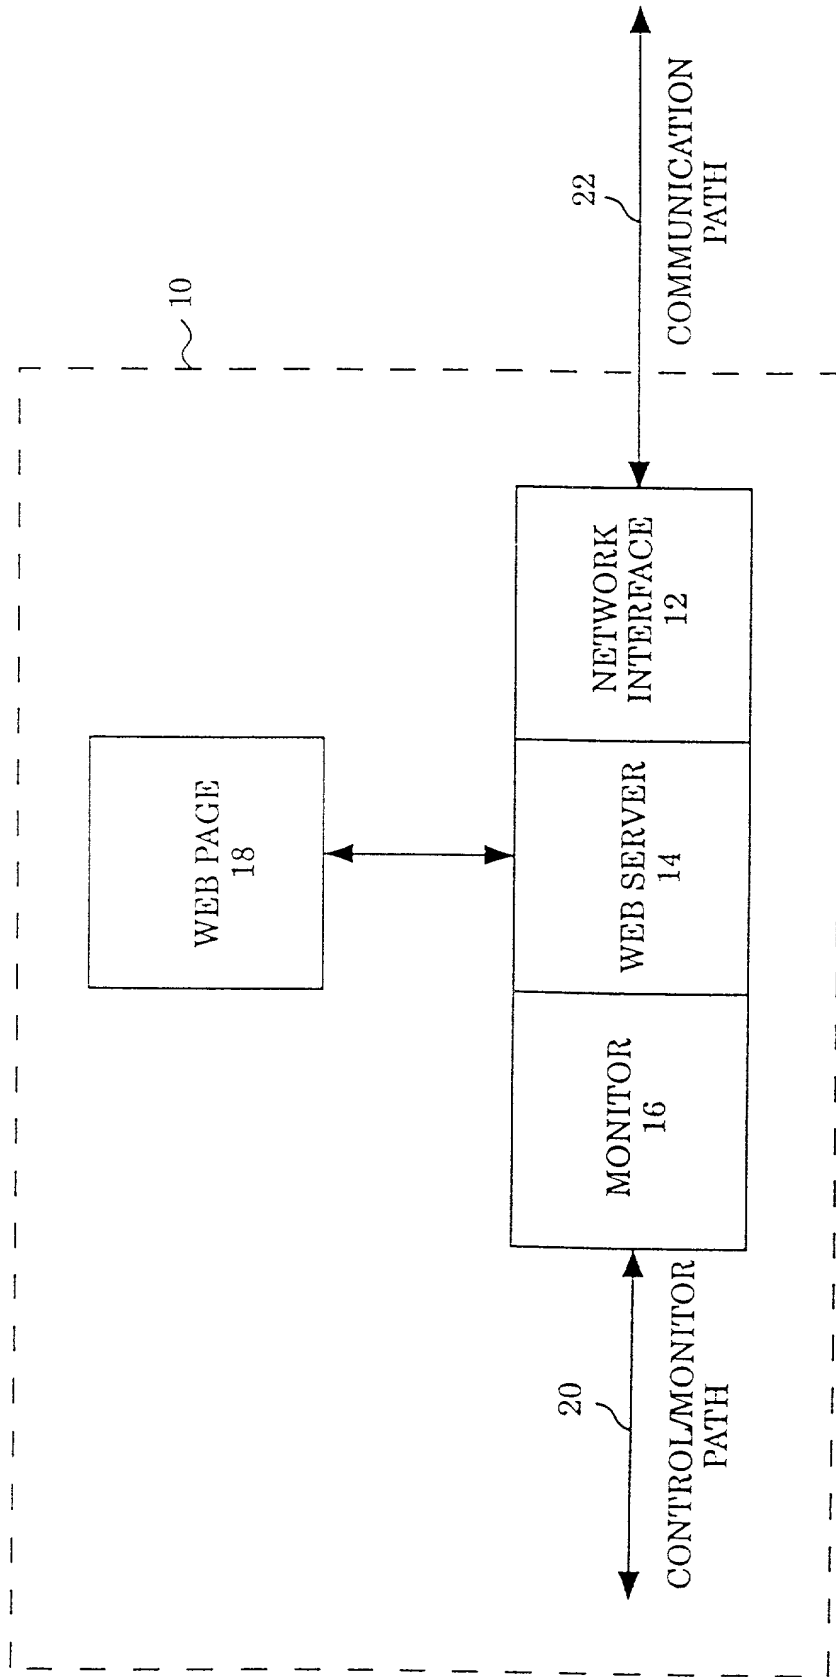 10
WEB PAGE
18
MONITOR
16
WEB SERVER
14
NETWORK
INTERFACE
12
20
CONTROL/MONITOR
PATH
22
COMMUNICATION
PATH